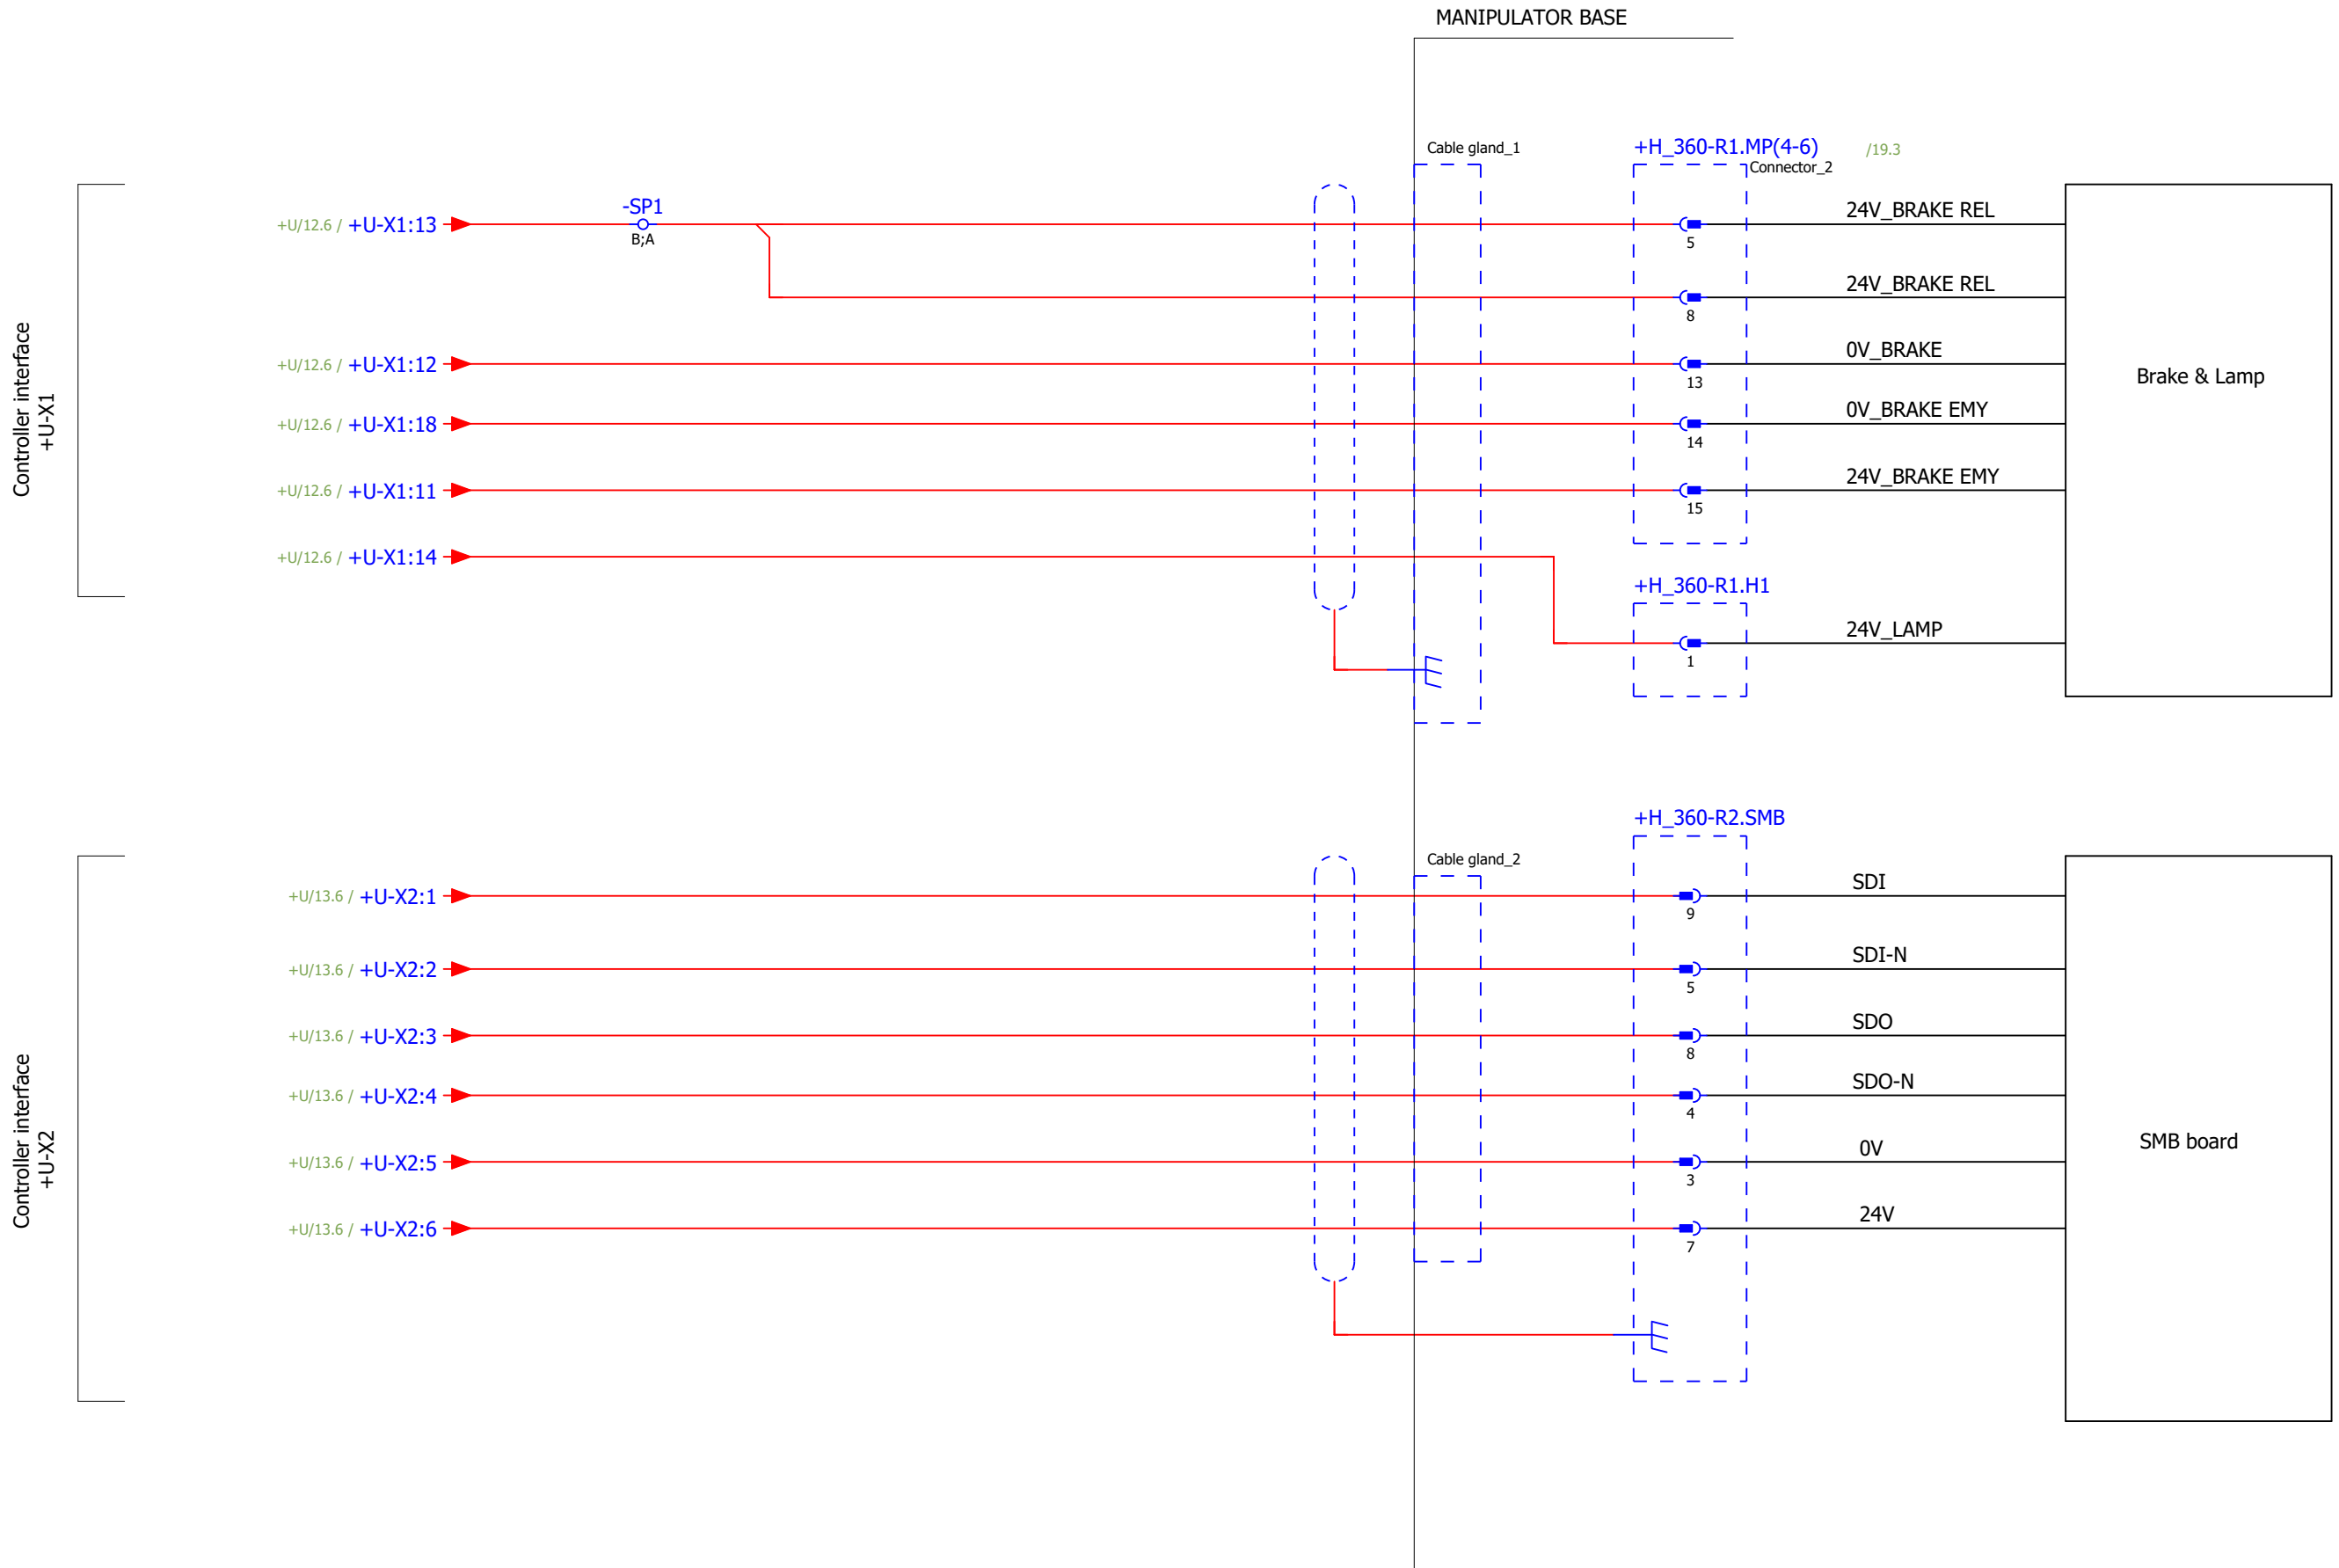 MANIPULATOR BASE
Cable gland_1
+H_360-R1.MP(4-6) /19.3
Connector_2
Controller interface
+U-X1
-SP1
+U/12.6 / +U-X1:13
B;A
5
24V_BRAKE REL
8
24V_BRAKE REL
+U/12.6 / +U-X1:12
13
0V_BRAKE
+U/12.6 / +U-X1:18
14
0V_BRAKE EMY
+U/12.6 / +U-X1:11
15
24V_BRAKE EMY
+U/12.6 / +U-X1:14
+H_360-R1.H1
1
24V_LAMP
Brake & Lamp
Controller interface
+U-X2
Cable gland_2
+H_360-R2.SMB
+U/13.6 / +U-X2:1
9
SDI
+U/13.6 / +U-X2:2
5
SDI-N
+U/13.6 / +U-X2:3
8
SDO
+U/13.6 / +U-X2:4
4
SDO-N
+U/13.6 / +U-X2:5
3
0V
+U/13.6 / +U-X2:6
7
24V
SMB board